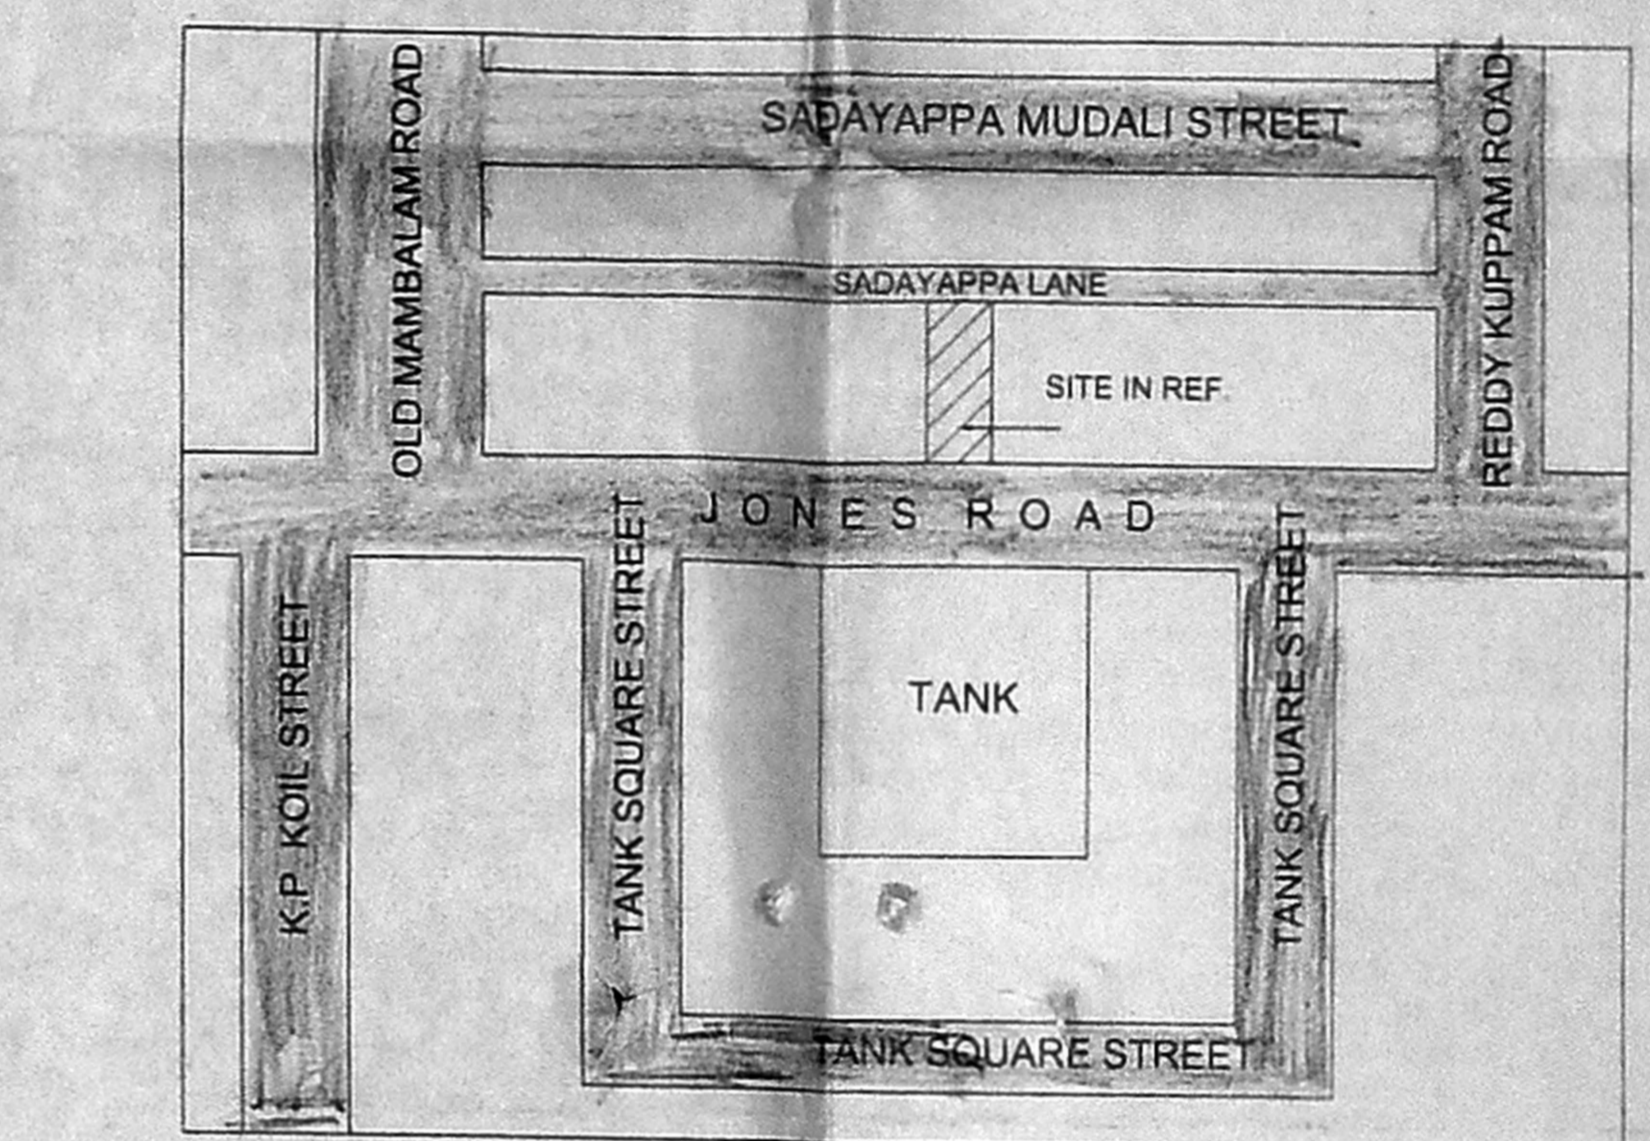 OLD MAMBALAM ROAD
SADAYAPPA MUDALI STREET
REDDY KUPPAM ROAD
SADAYAPPA LANE
SITE IN REF.
JONES ROAD
K.P. KOIL STREET
TANK SQUARE STREET
TANK
TANK SQUARE STREET
TANK SQUARE STREET